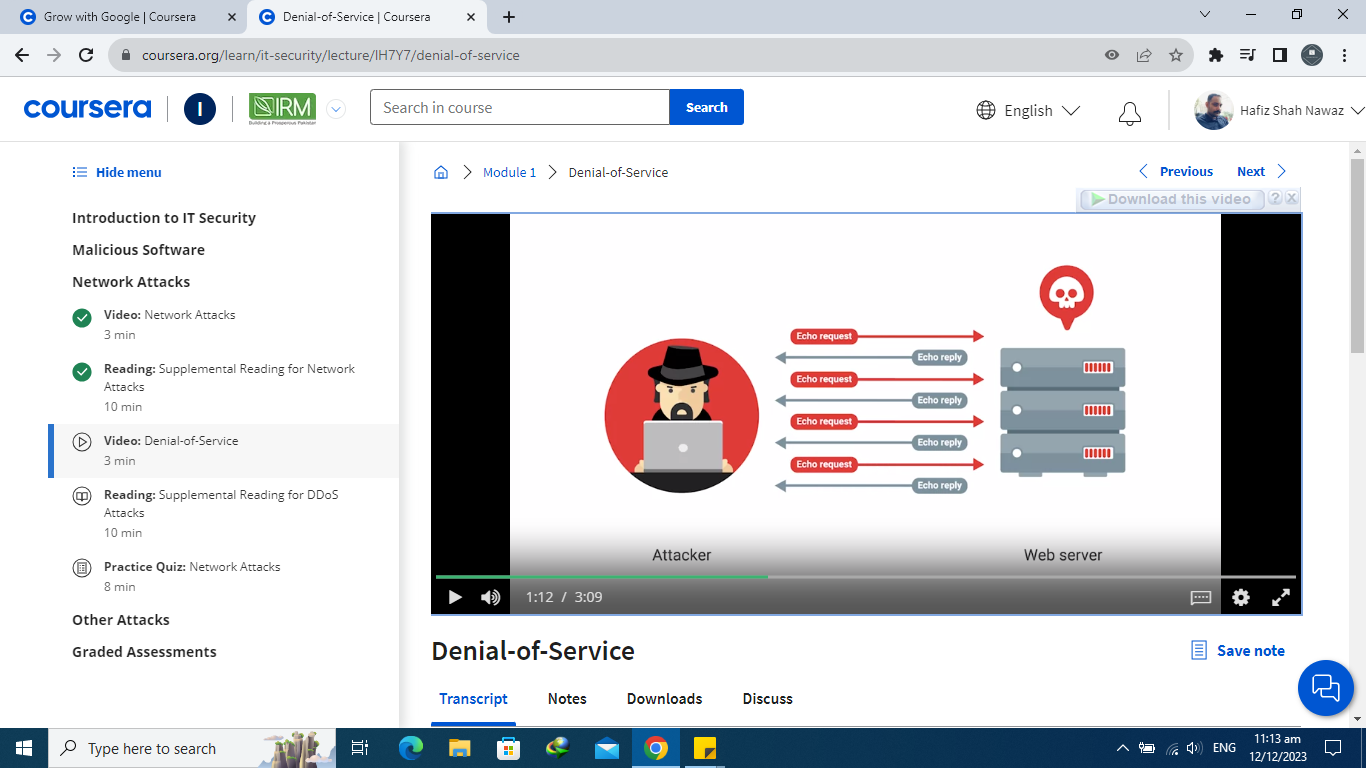 Grow with Google | Coursera
Denial-of-Service | Coursera
coursera.org/learn/it-security/lecture/IH7Y7/denial-of-service
coursera
I
IRM
Search in course
Search
English
Hafiz Shah Nawaz
Hide menu
Introduction to IT Security
Malicious Software
Network Attacks
Video: Network Attacks
3 min
Reading: Supplemental Reading for Network
Attacks
10 min
Video: Denial-of-Service
3 min
Reading: Supplemental Reading for DDoS
Attacks
10 min
Practice Quiz: Network Attacks
8 min
Other Attacks
Graded Assessments
Module 1
Denial-of-Service
Previous
Next
Download this video
?
Echo request
Echo reply
Echo request
Echo reply
Echo request
Echo reply
Echo request
Echo reply
Attacker
Web server
1:12 / 3:09
Denial-of-Service
Save note
Transcript
Notes
Downloads
Discuss
Type here to search
ENG
11:13 am
12/12/2023